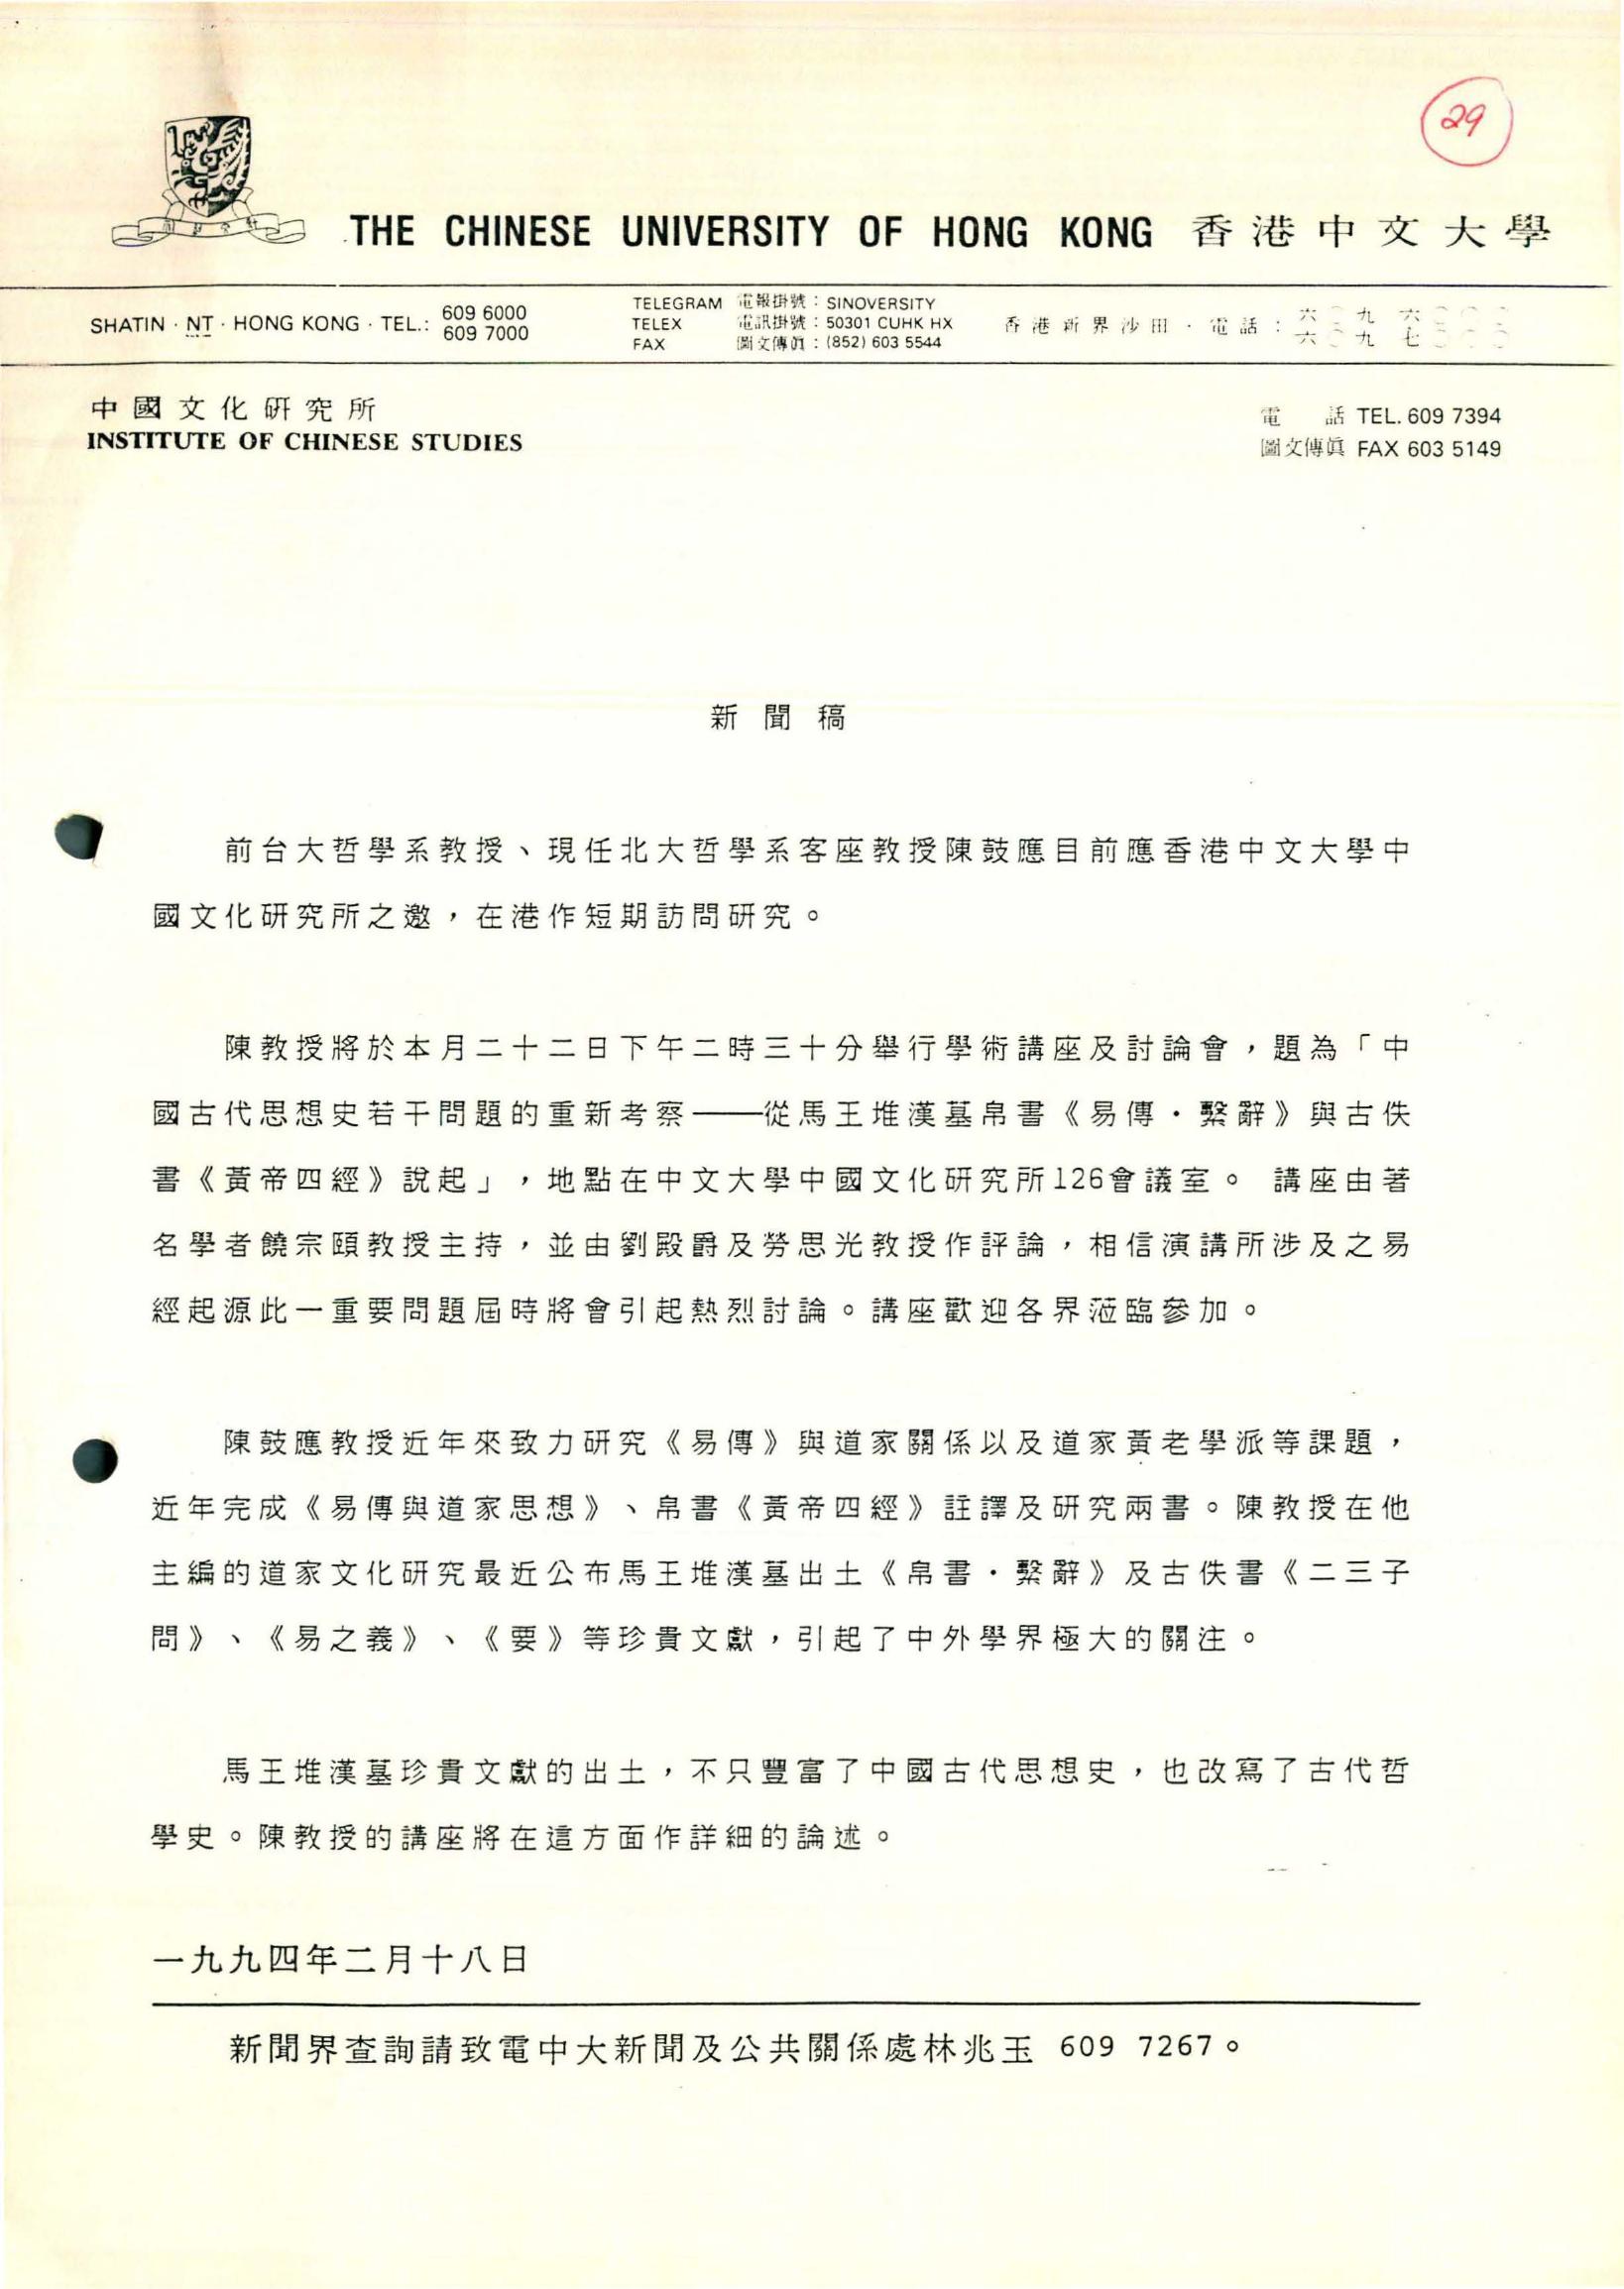 29
THE CHINESE UNIVERSITY OF HONG KONG 香港中文大學
SHATIN · NT · HONG KONG · TEL.: 609 6000
609 7000
TELEGRAM 電報掛號：SINOVERSITY
TELEX 電訊掛號：50301 CUHK HX
FAX 圖文傳眞：(852) 603 5544
香港新界沙田·電話：六〇九六〇〇〇
六〇九七〇〇〇
中國文化研究所
INSTITUTE OF CHINESE STUDIES
電話 TEL. 609 7394
圖文傳眞 FAX 603 5149
新聞稿
前台大哲學系教授、現任北大哲學系客座教授陳鼓應目前應香港中文大學中
國文化研究所之邀，在港作短期訪問研究。
陳教授將於本月二十二日下午二時三十分舉行學術講座及討論會，題為「中
國古代思想史若干問題的重新考察——從馬王堆漢墓帛書《易傳·繫辭》與古佚
書《黃帝四經》說起」，地點在中文大學中國文化研究所126會議室。 講座由著
名學者饒宗頤教授主持，並由劉殿爵及勞思光教授作評論，相信演講所涉及之易
經起源此一重要問題屆時將會引起熱烈討論。講座歡迎各界蒞臨參加。
陳鼓應教授近年來致力研究《易傳》與道家關係以及道家黃老學派等課題，
近年完成《易傳與道家思想》、帛書《黃帝四經》註譯及研究兩書。陳教授在他
主編的道家文化研究最近公布馬王堆漢墓出土《帛書·繫辭》及古佚書《二三子
問》、《易之義》、《要》等珍貴文獻，引起了中外學界極大的關注。
馬王堆漢墓珍貴文獻的出土，不只豐富了中國古代思想史，也改寫了古代哲
學史。陳教授的講座將在這方面作詳細的論述。
一九九四年二月十八日
新聞界查詢請致電中大新聞及公共關係處林兆玉 609 7267。